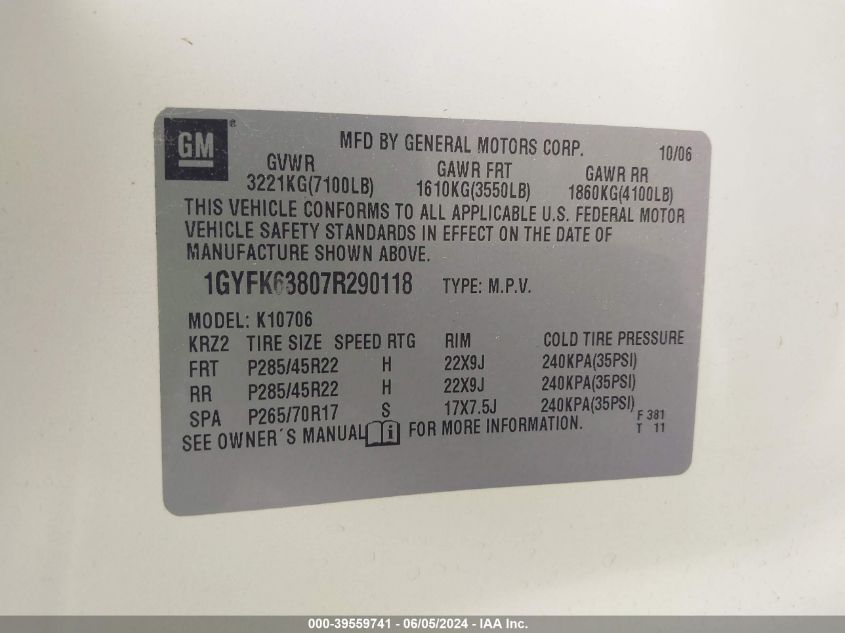 GM ®
MFD BY GENERAL MOTORS CORP. 10/06
GVWR GAWR FRT GAWR RR
3221KG(7100LB) 1610KG(3550LB) 1860KG(4100LB)
THIS VEHICLE CONFORMS TO ALL APPLICABLE U.S. FEDERAL MOTOR
VEHICLE SAFETY STANDARDS IN EFFECT ON THE DATE OF
MANUFACTURE SHOWN ABOVE.
1GYFK63807R290118 TYPE: M.P.V.
MODEL: K10706
KRZ2 TIRE SIZE SPEED RTG RIM COLD TIRE PRESSURE
FRT P285/45R22 H 22X9J 240KPA(35PSI)
RR P285/45R22 H 22X9J 240KPA(35PSI)
SPA P265/70R17 S 17X7.5J 240KPA(35PSI)
F 381
T 11
SEE OWNER´S MANUAL i FOR MORE INFORMATION.
000-39559741 - 06/05/2024 - IAA Inc.